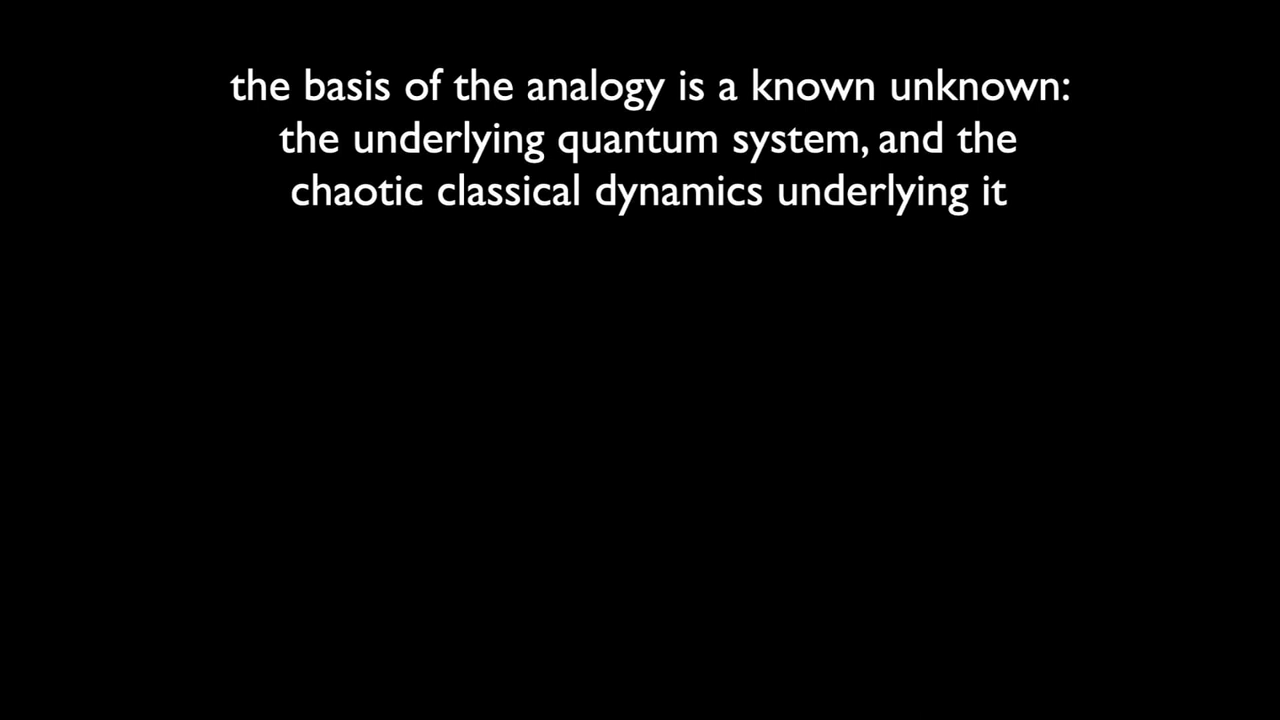 the basis of the analogy is a known unknown:
the underlying quantum system, and the
chaotic classical dynamics underlying it